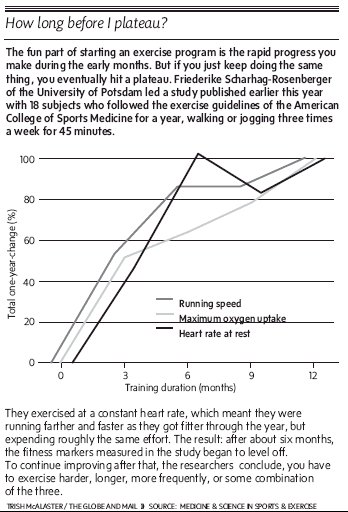 How long before I plateau?
The fun part of starting an exercise program is the rapid progress you
make during the early months. But if you just keep doing the same
thing, you eventually hit a plateau. Friederike Scharhag-Rosenberger
of the University of Potsdam led a study published earlier this year
with 18 subjects who followed the exercise guidelines of the American
College of Sports Medicine for a year, walking or jogging three times
a week for 45 minutes.
Total one-year-change (%)
100
80
60
40
20
0
Running speed
Maximum oxygen uptake
Heart rate at rest
0 3 6 9 12
Training duration (months)
They exercised at a constant heart rate, which meant they were
running farther and faster as they got fitter through the year, but
expending roughly the same effort. The result: after about six months,
the fitness markers measured in the study began to level off.
To continue improving after that, the researchers conclude, you have
to exercise harder, longer, more frequently, or some combination
of the three.
TRISH McALASTER / THE GLOBE AND MAIL SOURCE: MEDICINE & SCIENCE IN SPORTS & EXERCISE